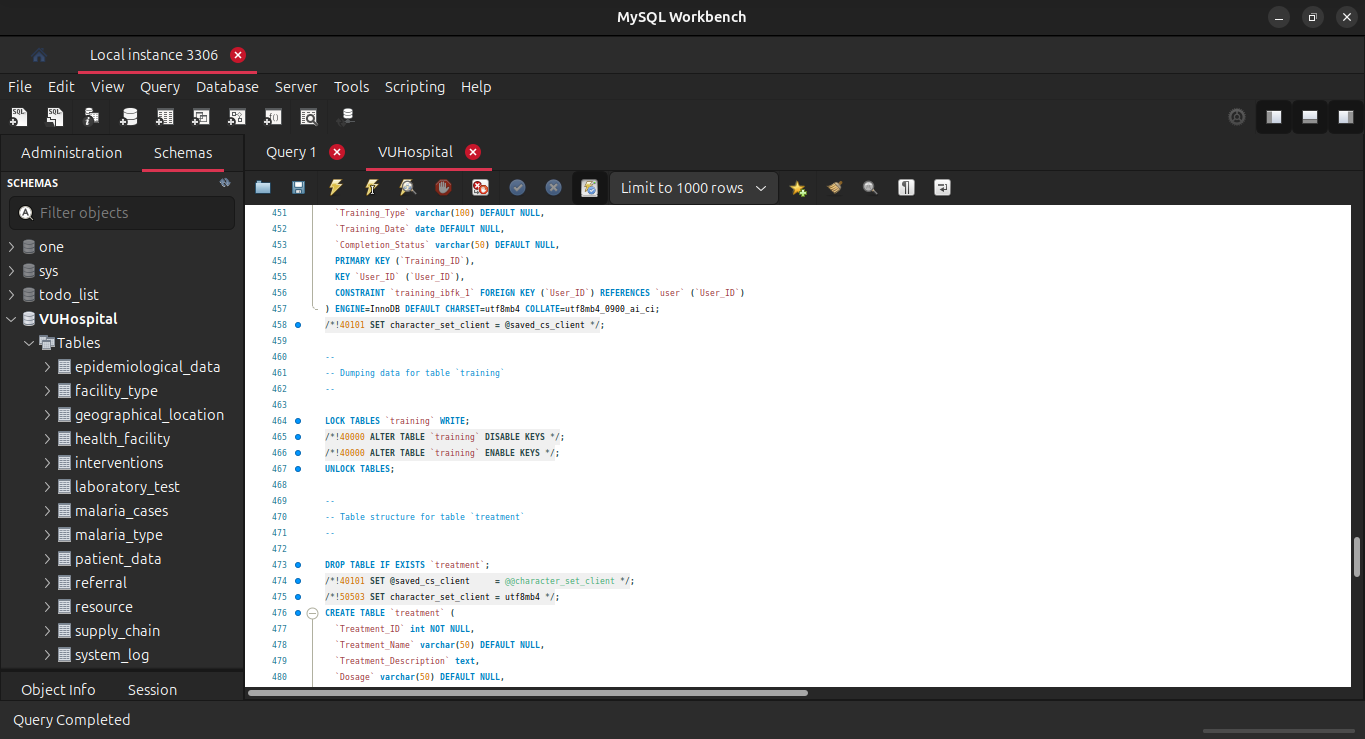 MySQL Workbench
Local instance 3306
File Edit View Query Database Server Tools Scripting Help
Administration Schemas
Query 1 VUHospital
SCHEMAS
Limit to 1000 rows
Filter objects
one
sys
todo_list
VUHospital
Tables
epidemiological_data
facility_type
geographical_location
health_facility
interventions
laboratory_test
malaria_cases
malaria_type
patient_data
referral
resource
supply_chain
system_log
Object Info Session
451 `Training_Type` varchar(100) DEFAULT NULL,
452 `Training_Date` date DEFAULT NULL,
453 `Completion_Status` varchar(50) DEFAULT NULL,
454 PRIMARY KEY (`Training_ID`),
455 KEY `User_ID` (`User_ID`),
456 CONSTRAINT `training_ibfk_1` FOREIGN KEY (`User_ID`) REFERENCES `user` (`User_ID`)
457 ) ENGINE=InnoDB DEFAULT CHARSET=utf8mb4 COLLATE=utf8mb4_0900_ai_ci;
458 /*!40101 SET character_set_client = @saved_cs_client */;
459
460 --
461 -- Dumping data for table `training`
462 --
463
464 LOCK TABLES `training` WRITE;
465 /*!40000 ALTER TABLE `training` DISABLE KEYS */;
466 /*!40000 ALTER TABLE `training` ENABLE KEYS */;
467 UNLOCK TABLES;
468
469 --
470 -- Table structure for table `treatment`
471 --
472
473 DROP TABLE IF EXISTS `treatment`;
474 /*!40101 SET @saved_cs_client     = @@character_set_client */;
475 /*!50503 SET character_set_client = utf8mb4 */;
476 CREATE TABLE `treatment` (
477 `Treatment_ID` int NOT NULL,
478 `Treatment_Name` varchar(50) DEFAULT NULL,
479 `Treatment_Description` text,
480 `Dosage` varchar(50) DEFAULT NULL,
Query Completed